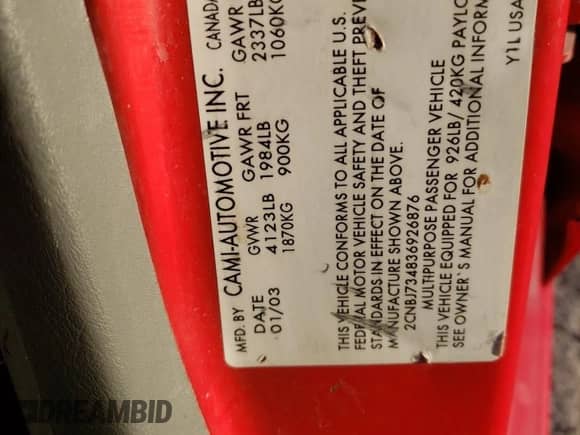 MFD. BY CAMI-AUTOMOTIVE INC. CANADA
DATE GVWR GAWR FRT GAWR
01/03 4123LB 1984LB 2337LB
1870KG 900KG 1060KG
THIS VEHICLE CONFORMS TO ALL APPLICABLE U.S.
FEDERAL MOTOR VEHICLE SAFETY AND THEFT PREV
STANDARDS IN EFFECT ON THE DATE OF
MANUFACTURE SHOWN ABOVE.
2CNBJ734836926876
MULTIPURPOSE PASSENGER VEHICLE
THIS VEHICLE EQUIPPED FOR 926LB/ 420KG PAYLO
SEE OWNER`S MANUAL FOR ADDITIONAL INFORM
Y1L USA
DREAMBID